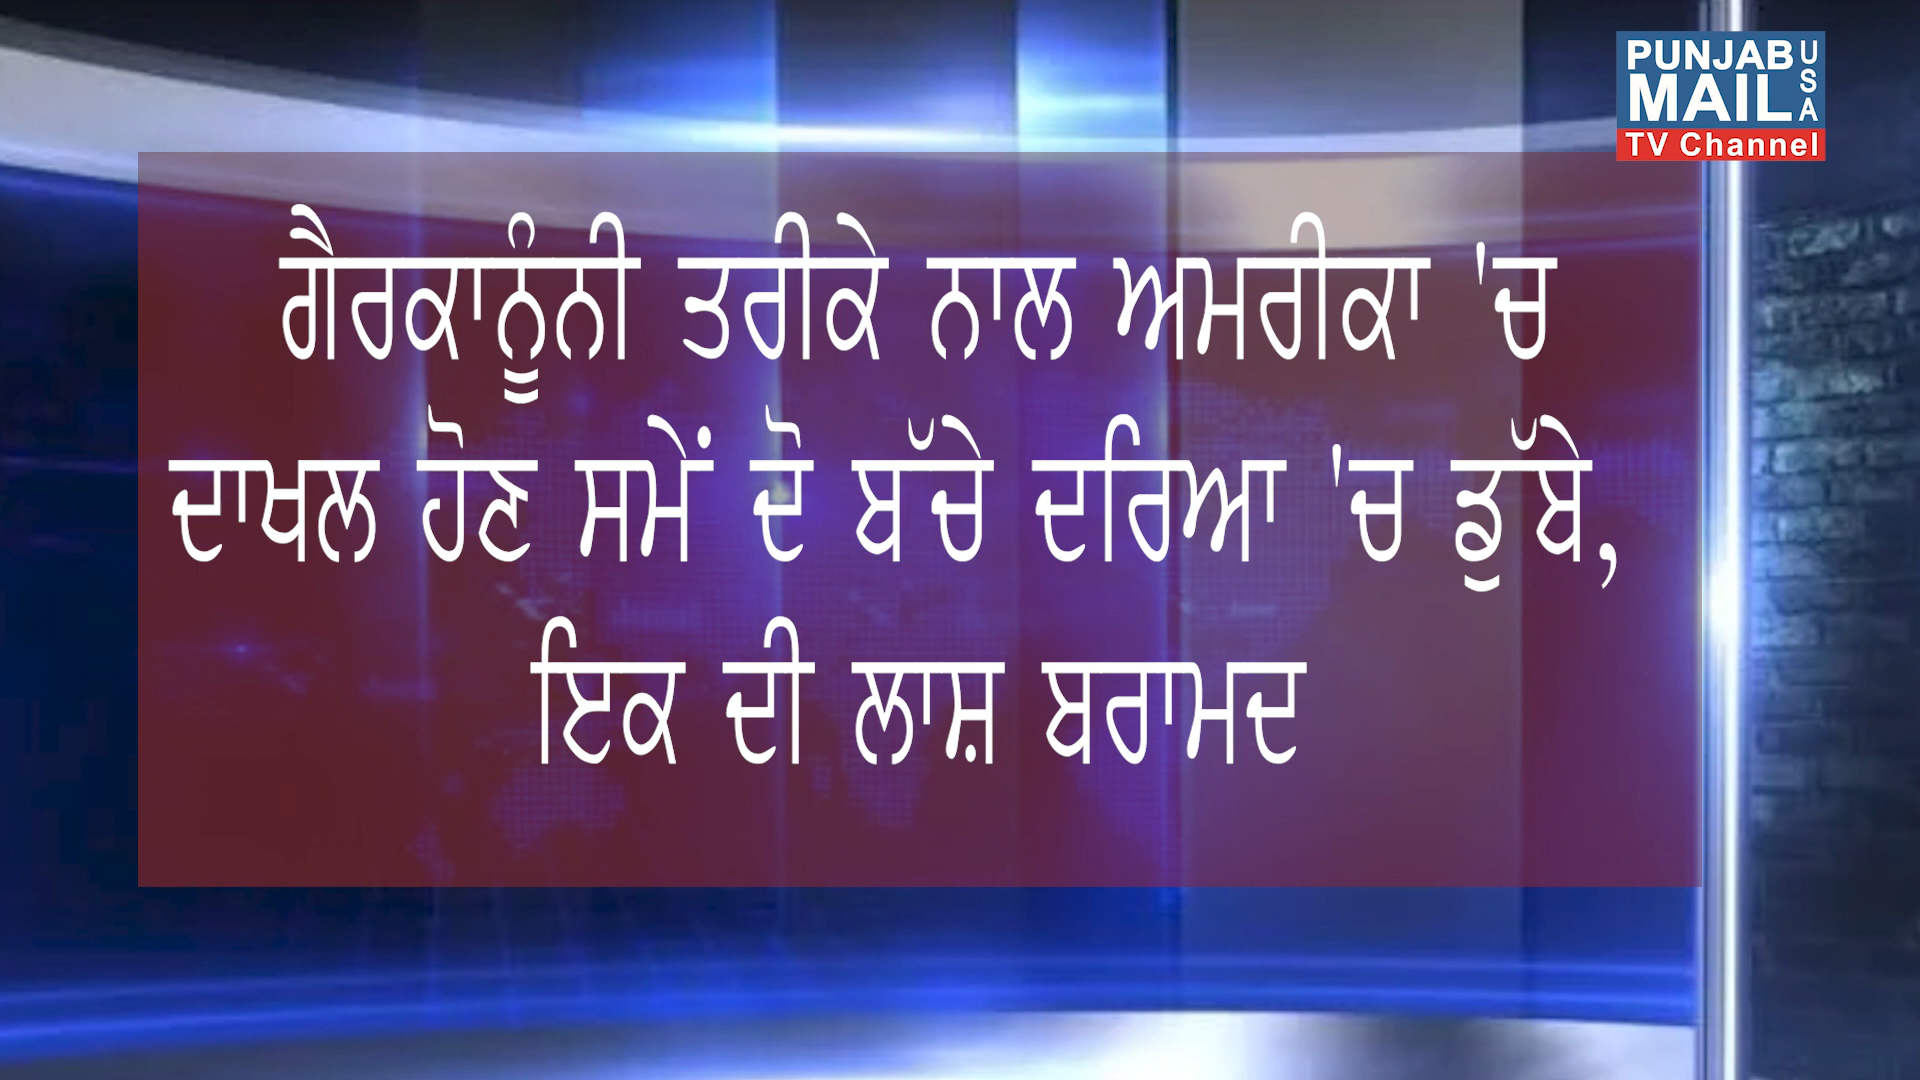 PUNJAB USA
MAIL
TV Channel
ਗੈਰਕਾਨੂੰਨੀ ਤਰੀਕੇ ਨਾਲ ਅਮਰੀਕਾ 'ਚ
ਦਾਖਲ ਹੋਣ ਸਮੇਂ ਦੋ ਬੱਚੇ ਦਰਿਆ 'ਚ ਡੁੱਬੇ,
ਇਕ ਦੀ ਲਾਸ਼ ਬਰਾਮਦ